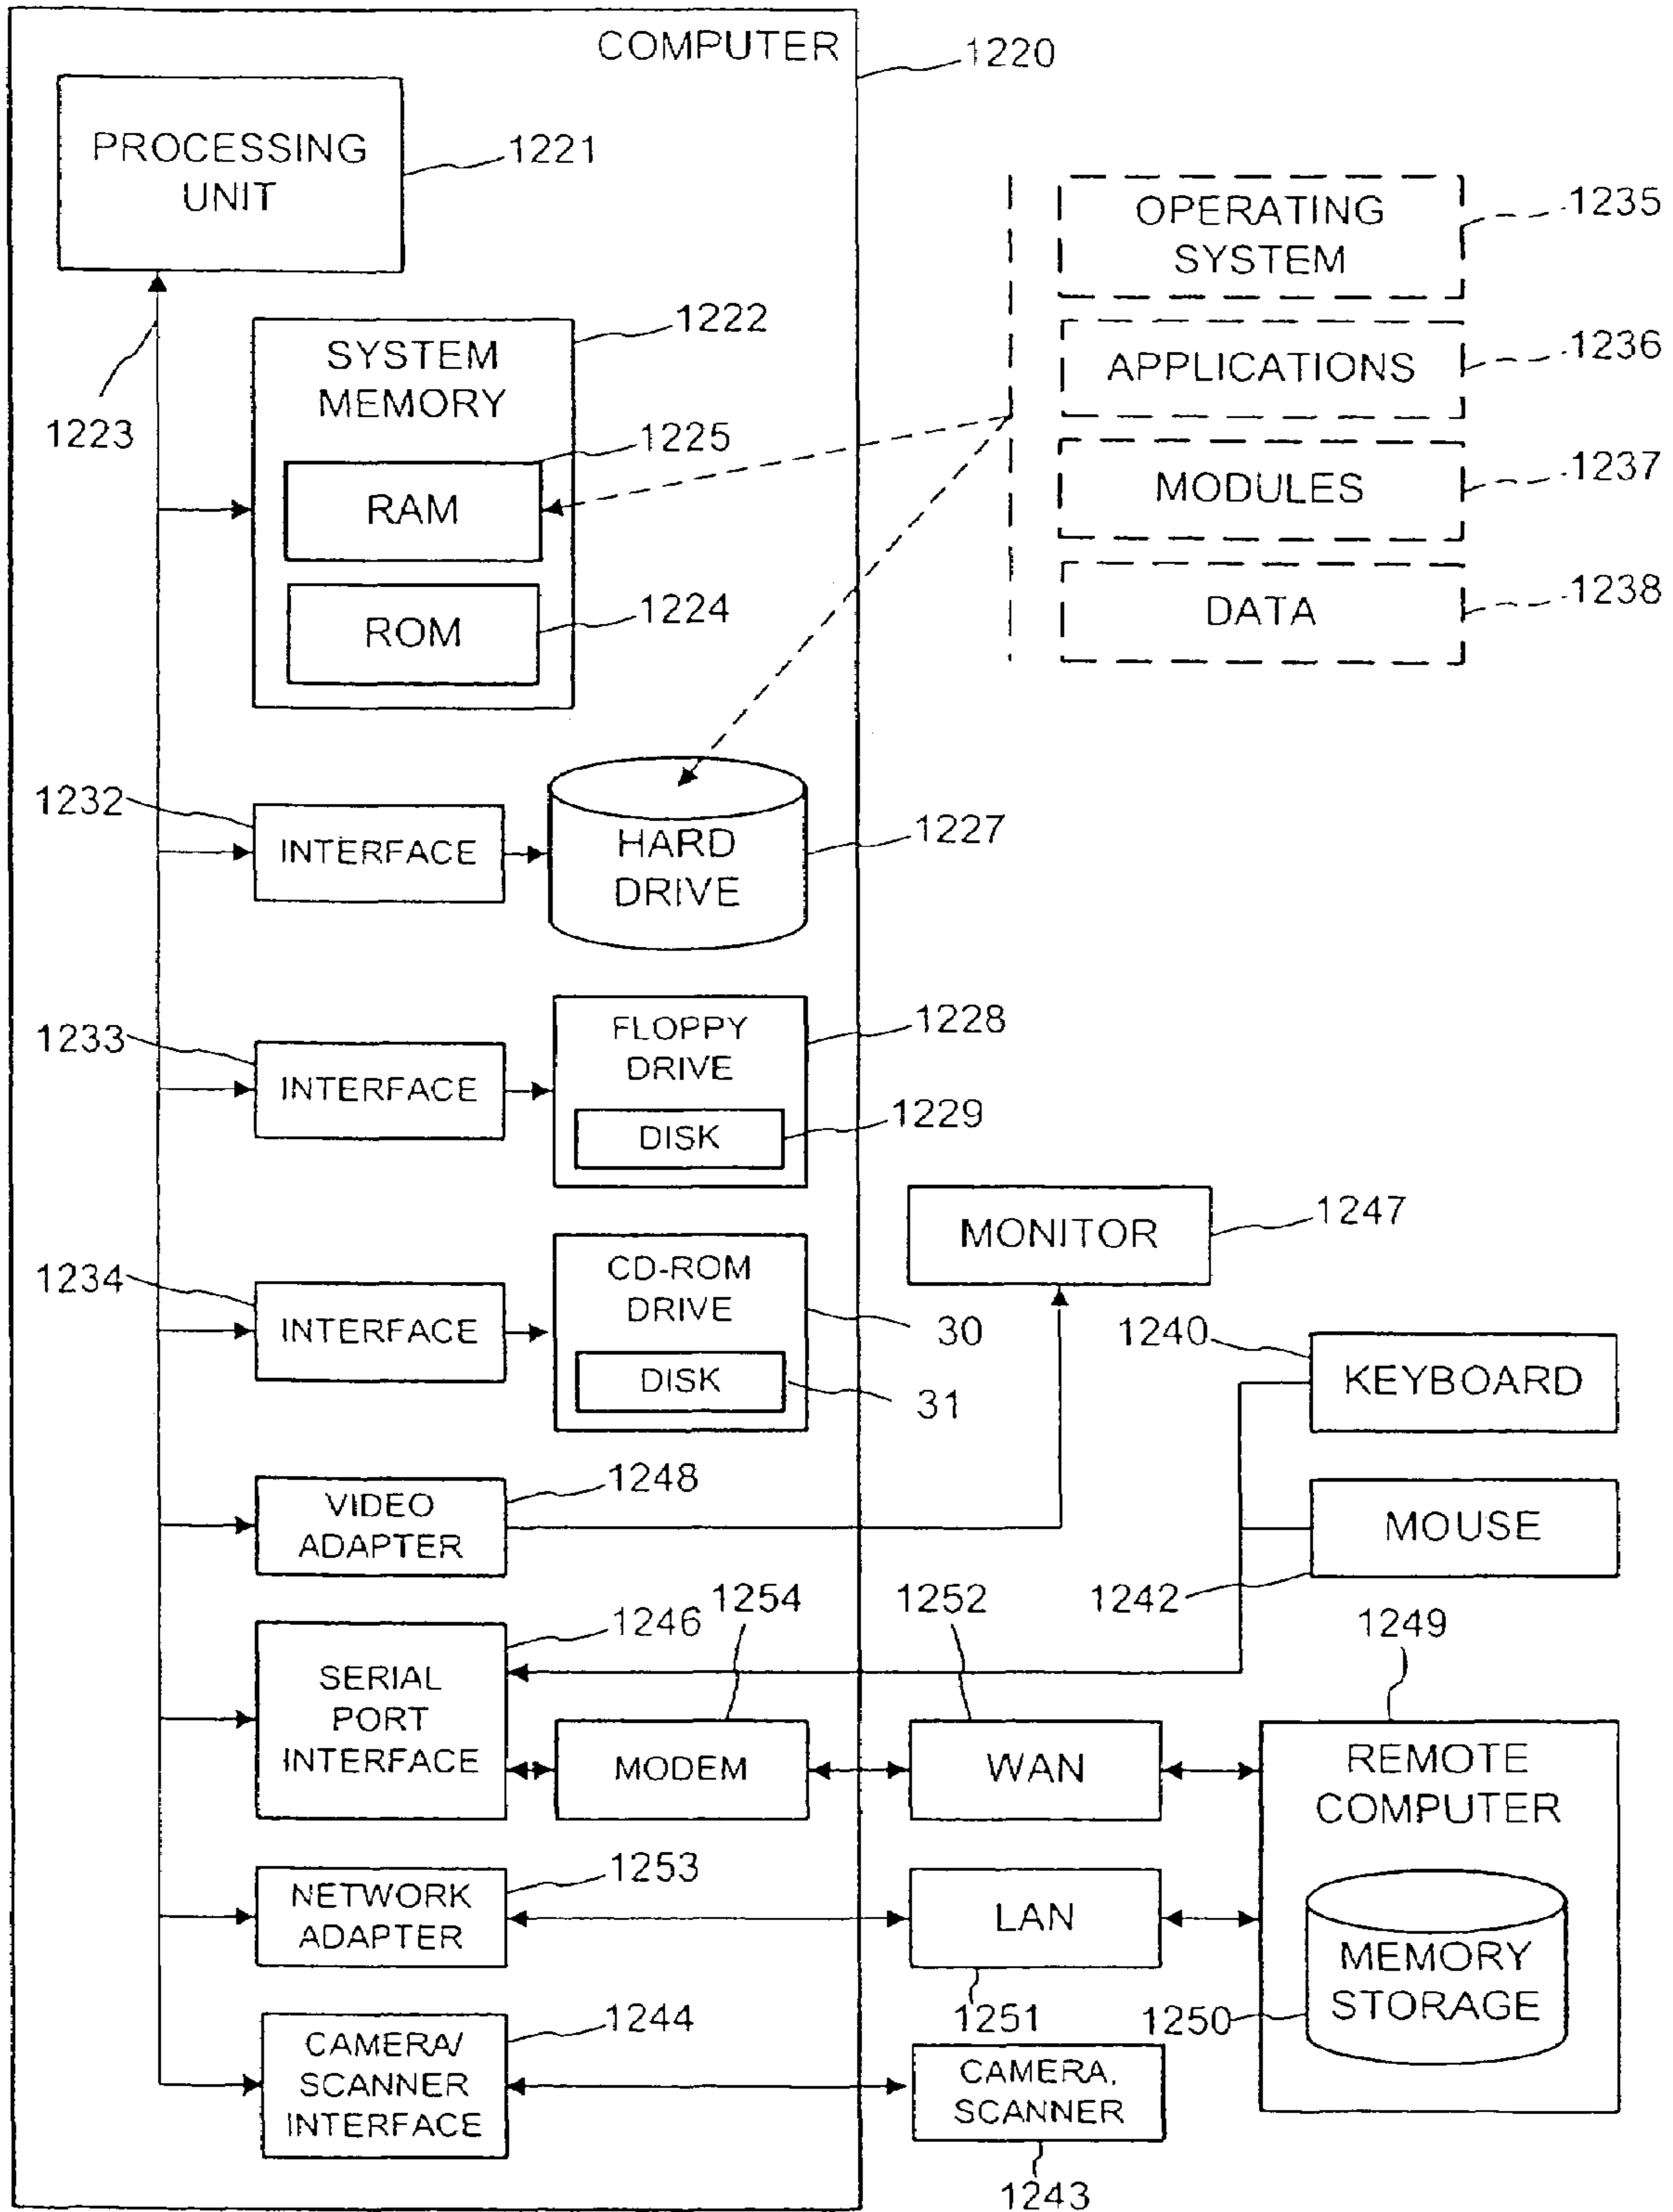 COMPUTER
1220
PROCESSING
UNIT
1221
OPERATING
SYSTEM
1235
1222
SYSTEM
MEMORY
APPLICATIONS
1236
1223
1225
RAM
MODULES
1237
1224
ROM
DATA
1238
1232
INTERFACE
HARD
DRIVE
1227
1233
INTERFACE
FLOPPY
DRIVE
1228
DISK
1229
MONITOR
1247
1234
INTERFACE
CD-ROM
DRIVE
30
DISK
31
1240
KEYBOARD
VIDEO
ADAPTER
1248
MOUSE
1242
1246
1254
1252
1249
SERIAL
PORT
INTERFACE
MODEM
WAN
REMOTE
COMPUTER
NETWORK
ADAPTER
1253
LAN
1251
MEMORY
STORAGE
1250
CAMERA/
SCANNER
INTERFACE
1244
CAMERA,
SCANNER
1243